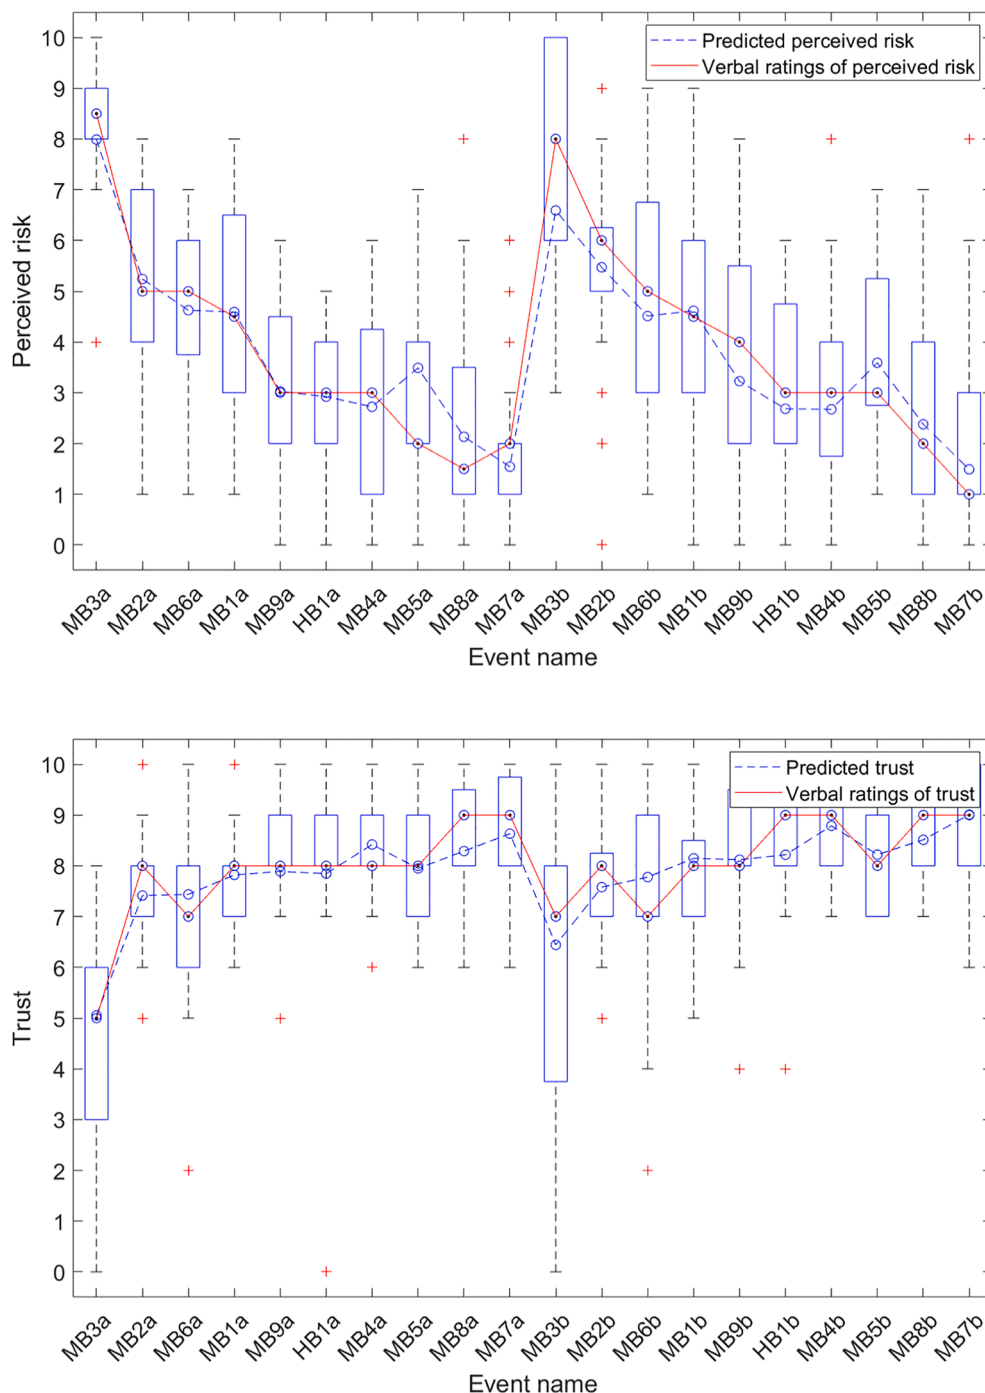 10
9
8
7
6
5
4
3
2
1
0
Perceived risk
Predicted perceived risk
Verbal ratings of perceived risk
MB3a MB2a MB6a MB1a MB9a HB1a MB4a MB5a MB8a MB7a MB3b MB2b MB6b MB1b MB9b HB1b MB4b MB5b MB8b MB7b
Event name
10
9
8
7
6
5
4
3
2
1
0
Trust
Predicted trust
Verbal ratings of trust
MB3a MB2a MB6a MB1a MB9a HB1a MB4a MB5a MB8a MB7a MB3b MB2b MB6b MB1b MB9b HB1b MB4b MB5b MB8b MB7b
Event name